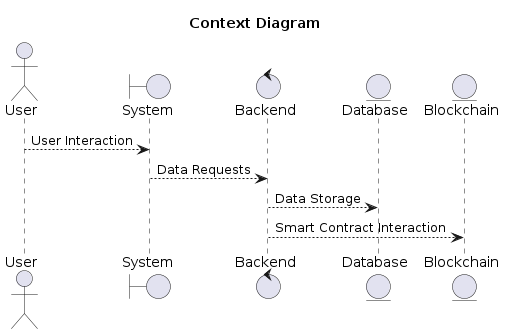 Context Diagram
User System Backend Database Blockchain
User Interaction
Data Requests
Data Storage
Smart Contract Interaction
User System Backend Database Blockchain